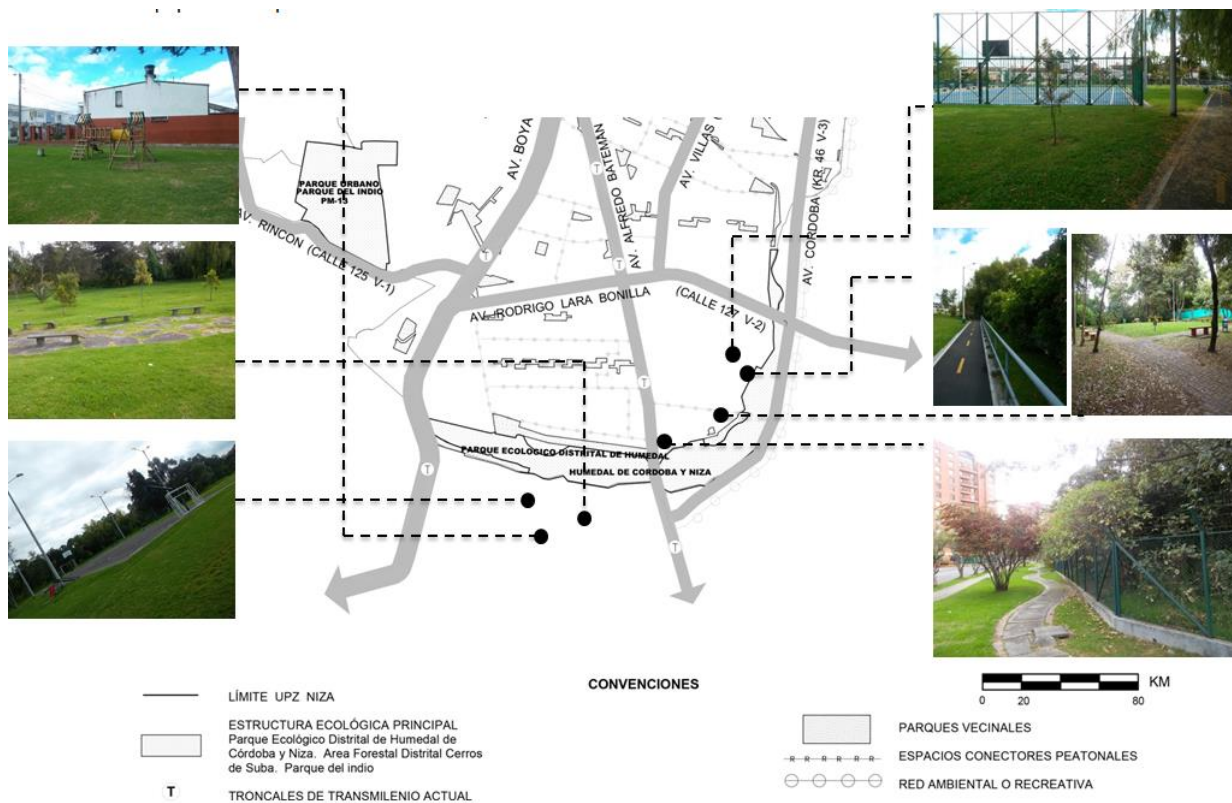 PARQUE URBANO
PARQUE DEL INDIO
PM-13
AV. RINCON (CALLE 125 V-1)
AV. BOYA
AV. ALFREDO BATEMAN
AV. VILLAS
AV. CORDOBA (KR 46 V-3)
AV. RODRIGO LARA BONILLA
(CALLE 127 V-2)
T
T
T
T
T
T
PARQUE ECOLOGICO DISTRITAL DE HUMEDAL
HUMEDAL DE CORDOBA Y NIZA
CONVENCIONES
LÍMITE UPZ NIZA
ESTRUCTURA ECOLÓGICA PRINCIPAL
Parque Ecológico Distrital de Humedal de
Córdoba y Niza. Area Forestal Distrital Cerros
de Suba. Parque del indio
T TRONCALES DE TRANSMILENIO ACTUAL
KM
0 20 80
PARQUES VECINALES
R R R R R R
ESPACIOS CONECTORES PEATONALES
RED AMBIENTAL O RECREATIVA